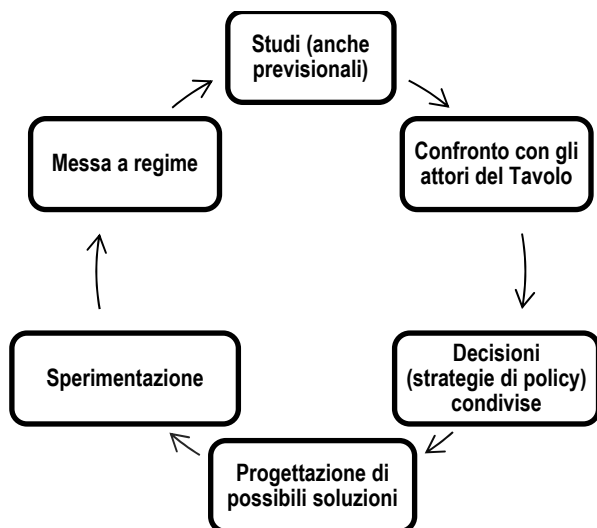 Studi (anche
previsionali)
Confronto con gli
attori del Tavolo
Decisioni
(strategie di policy)
condivise
Progettazione di
possibili soluzioni
Sperimentazione
Messa a regime